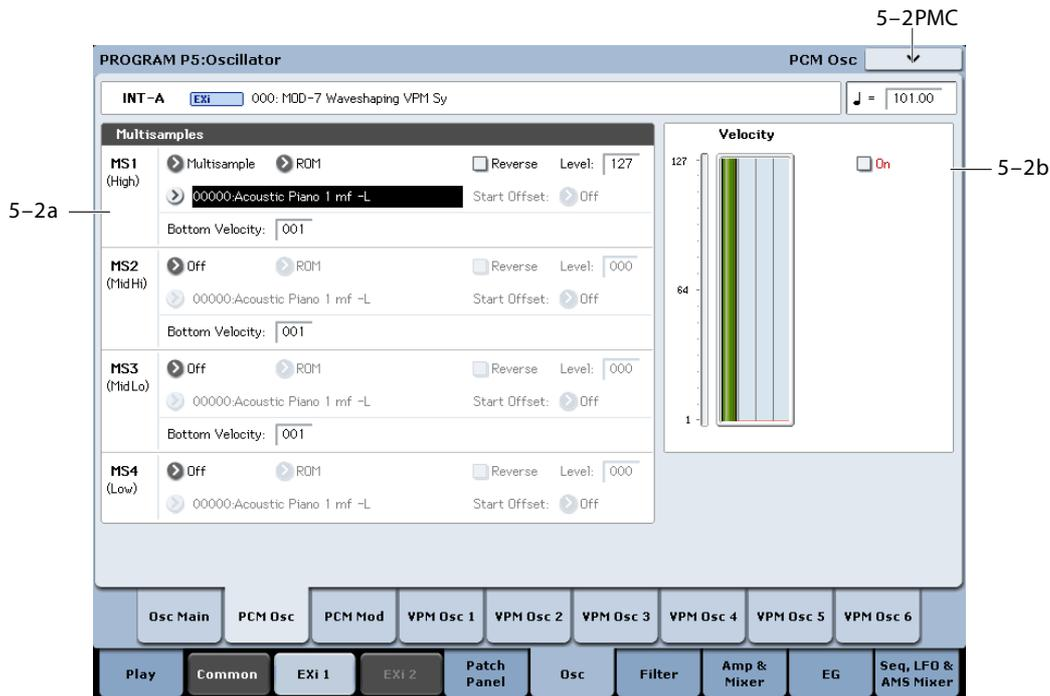 5-2PMC
PROGRAM P5:Oscillator PCM Osc
INT-A EXi 000: MOD-7 Waveshaping VPM Sy ♩ = 101.00
Multisamples
MS1 Multisample ROM Reverse Level: 127
(High)
00000:Acoustic Piano 1 mf -L Start Offset: Off
Bottom Velocity: 001
MS2 Off ROM Reverse Level: 000
(MidHi)
00000:Acoustic Piano 1 mf -L Start Offset: Off
Bottom Velocity: 001
MS3 Off ROM Reverse Level: 000
(MidLo)
00000:Acoustic Piano 1 mf -L Start Offset: Off
Bottom Velocity: 001
MS4 Off ROM Reverse Level: 000
(Low)
00000:Acoustic Piano 1 mf -L Start Offset: Off
Velocity
127
64
1
On
5-2a
5-2b
Osc Main PCM Osc PCM Mod VPM Osc 1 VPM Osc 2 VPM Osc 3 VPM Osc 4 VPM Osc 5 VPM Osc 6
Play Common EXi 1 EXi 2 Patch Panel Osc Filter Amp & Mixer EG Seq, LFO & AMS Mixer